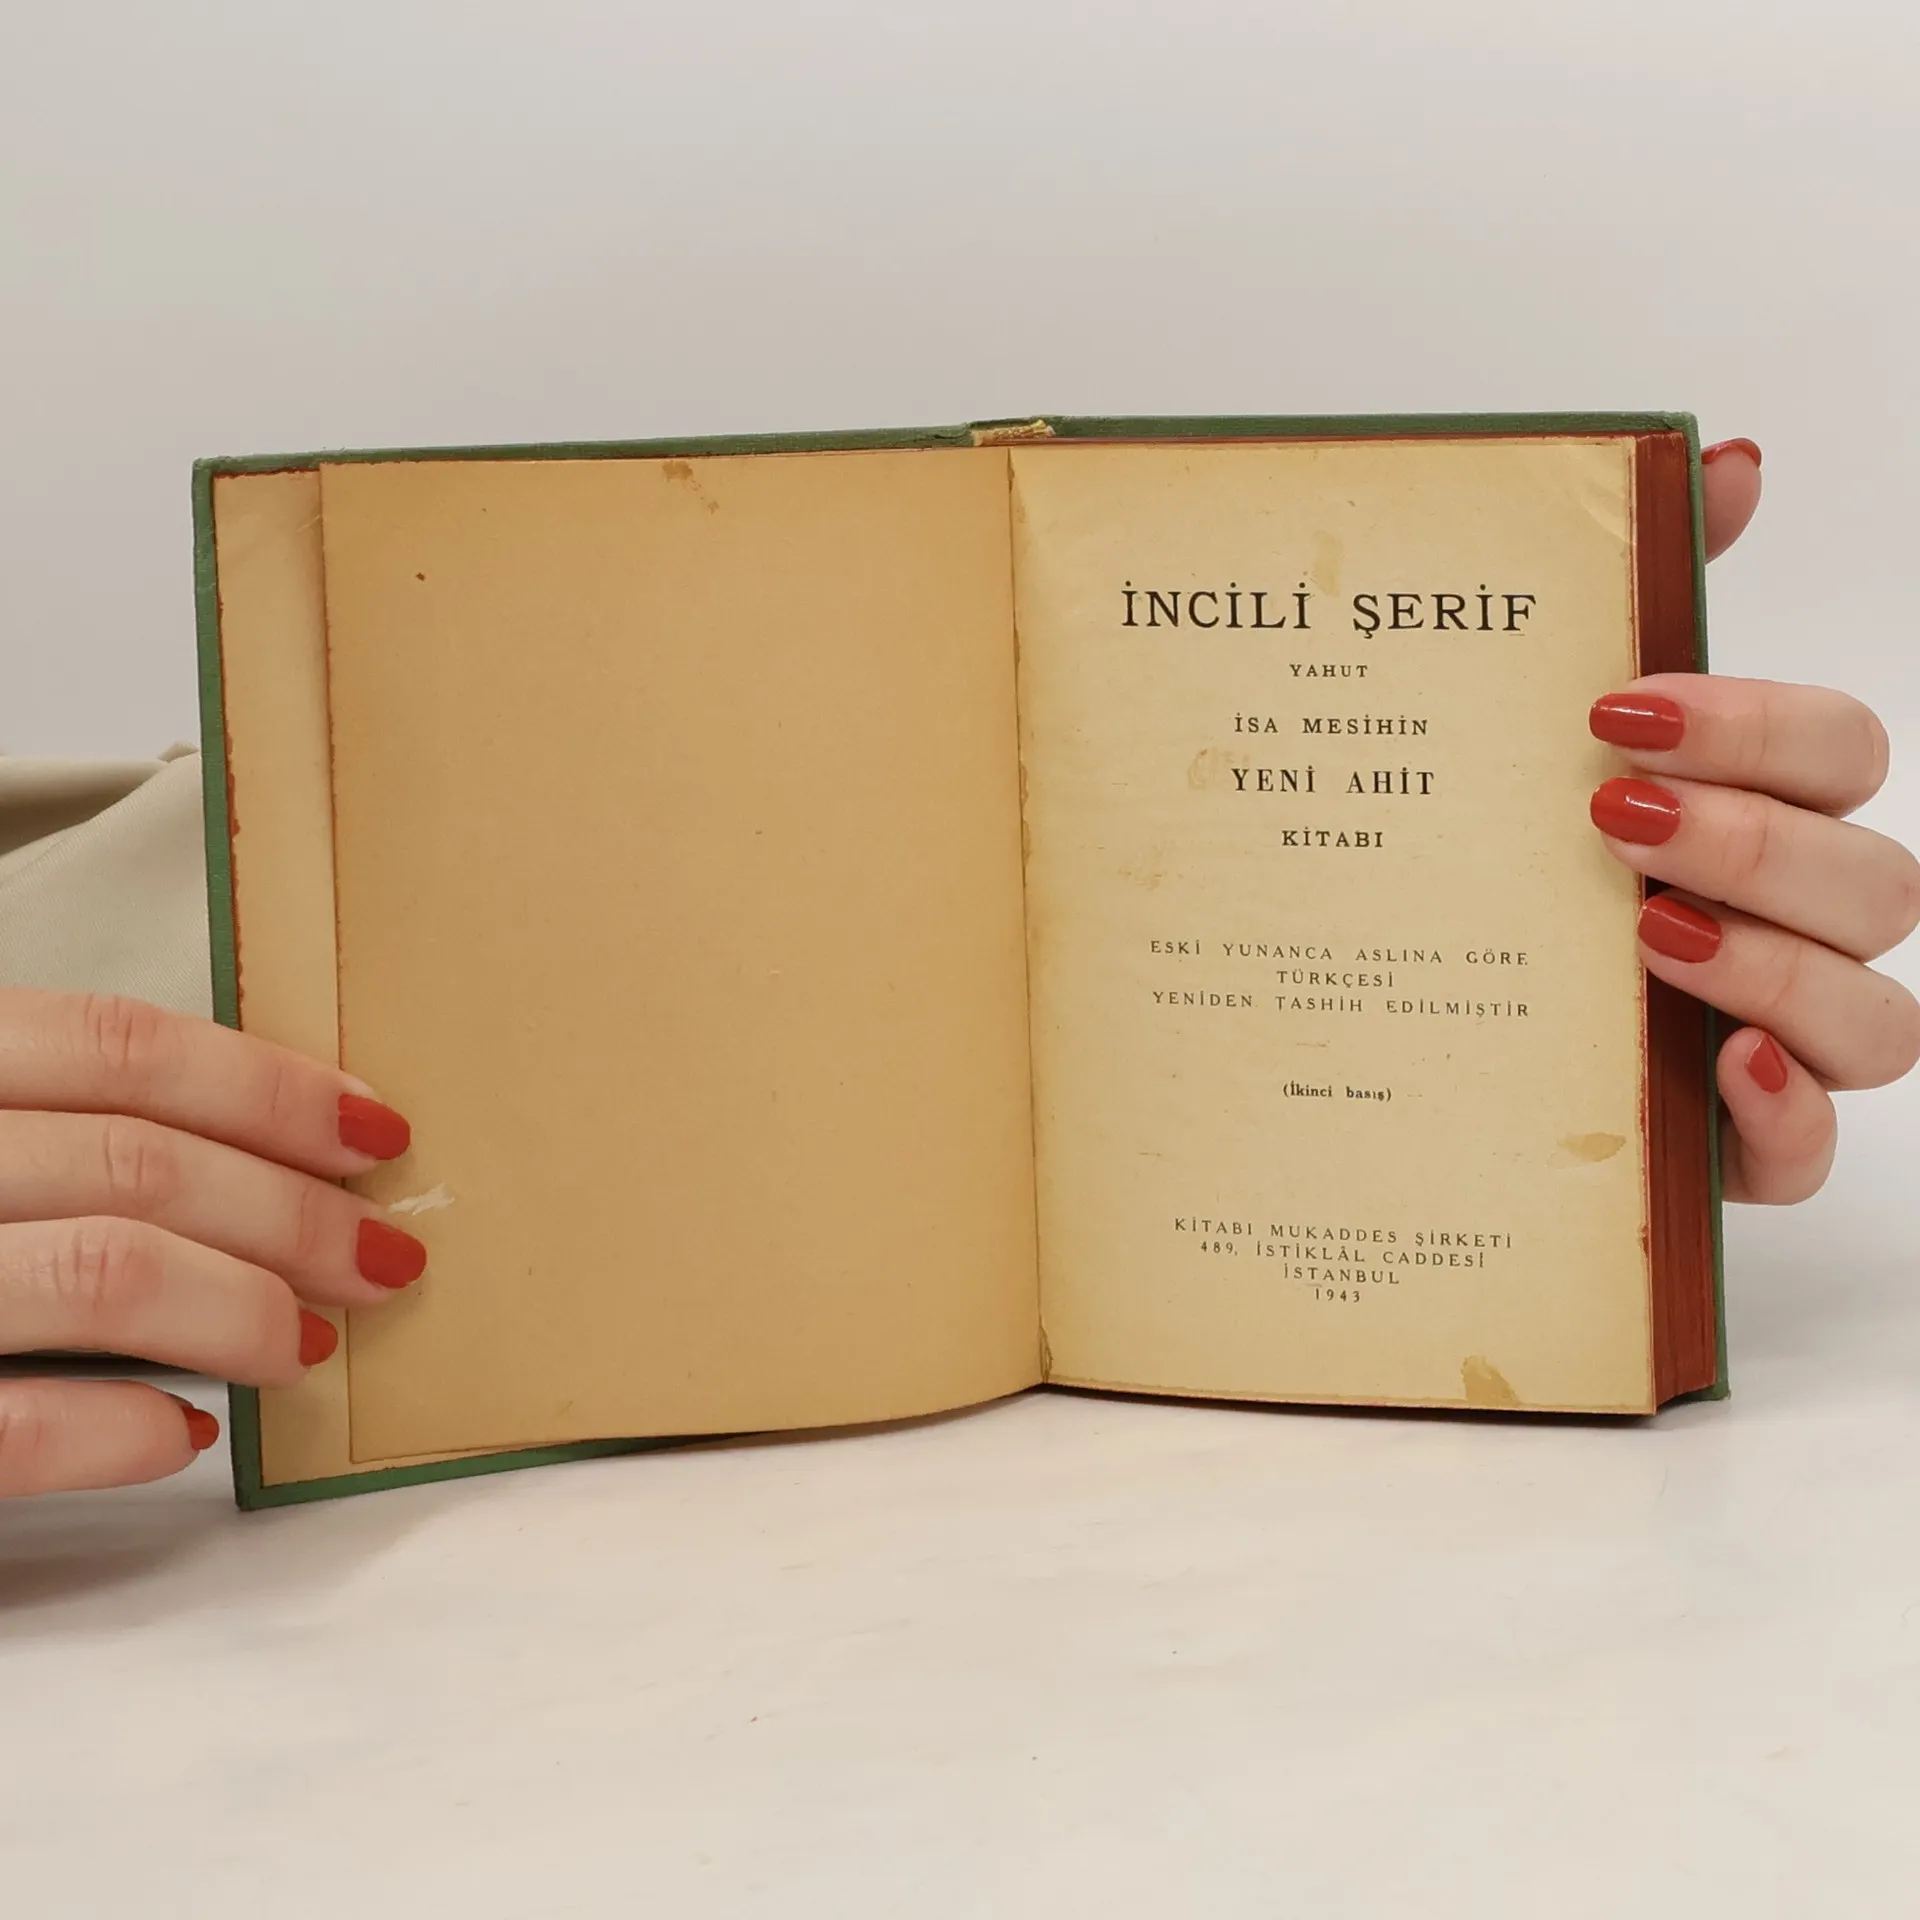 İNCİLİ ŞERİF
YAHUT
İSA MESİHİN
YENİ AHİT
KİTABI
ESKİ YUNANCA ASLINA GÖRE
TÜRKÇESİ
YENİDEN TASHİH EDİLMİŞTİR
(İkinci basış)
KİTABI MUKADDES ŞİRKETİ
489, İSTİKLÂL CADDESİ
İSTANBUL
1943